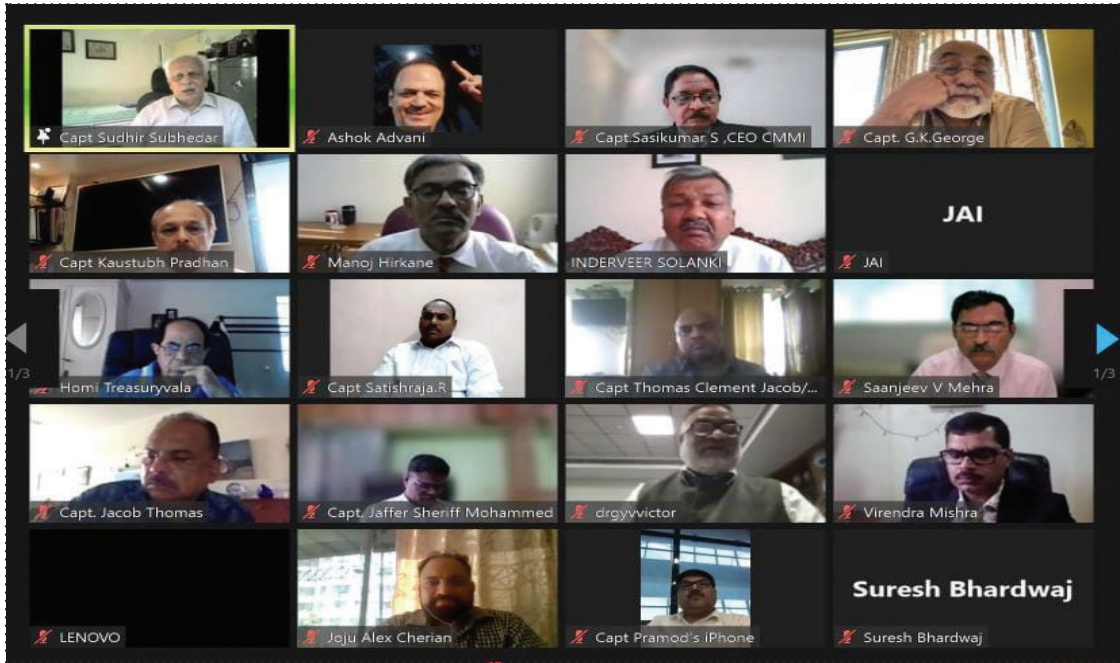 Capt Sudhir Subhedar
Ashok Advani
Capt.Sasikumar S ,CEO CMMI
Capt. G.K.George
Capt Kaustubh Pradhan
Manoj Hirkane
INDERVEER SOLANKI
JAI
JAI
Homi Treasuryvala
Capt Satishraja.R
Capt Thomas Clement Jacob/...
Saanjeev V Mehra
1/3
1/3
Capt. Jacob Thomas
Capt. Jaffer Sheriff Mohammed
drgyvvictor
Virendra Mishra
LENOVO
Joju Alex Cherian
Capt Pramod's iPhone
Suresh Bhardwaj
Suresh Bhardwaj